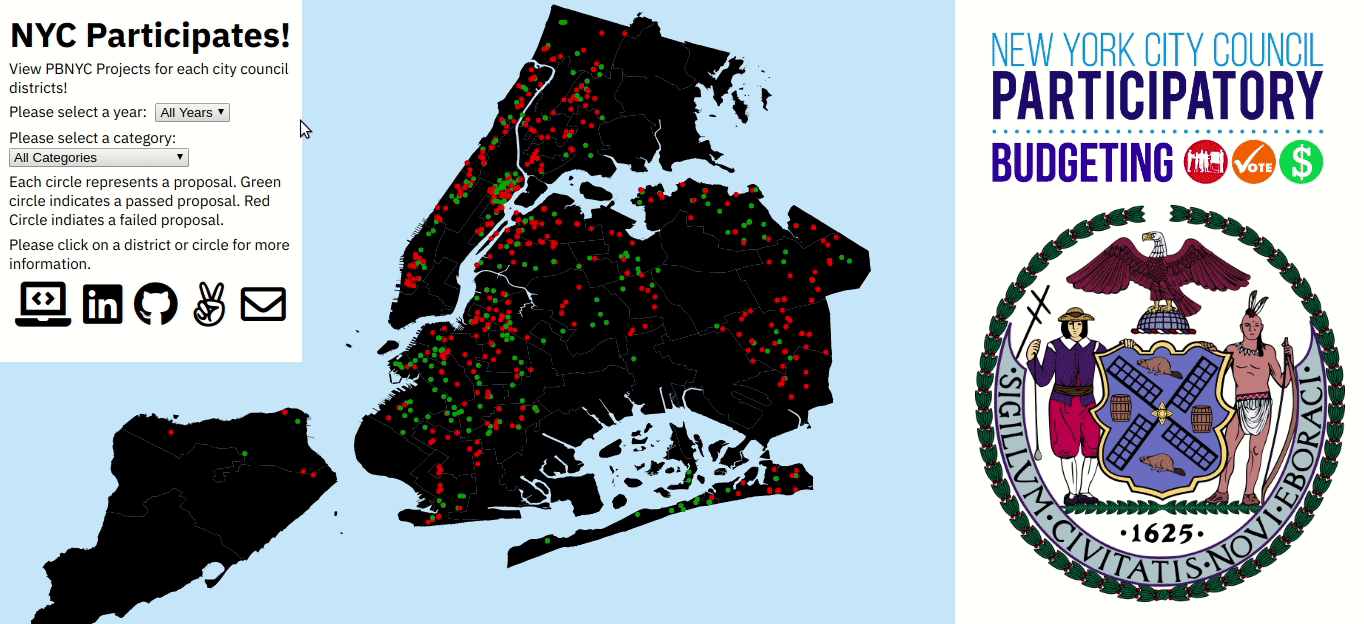 NYC Participates!
View PBNYC Projects for each city council
districts!
Please select a year: All Years
Please select a category:
All Categories
Each circle represents a proposal. Green
circle indicates a passed proposal. Red
Circle indiates a failed proposal.
Please click on a district or circle for more
information.
in
NEW YORK CITY COUNCIL
PARTICIPATORY
BUDGETING VOTE $
·1625·
·SIGILLUM·CIVITATIS·NOVI·EBORACI·